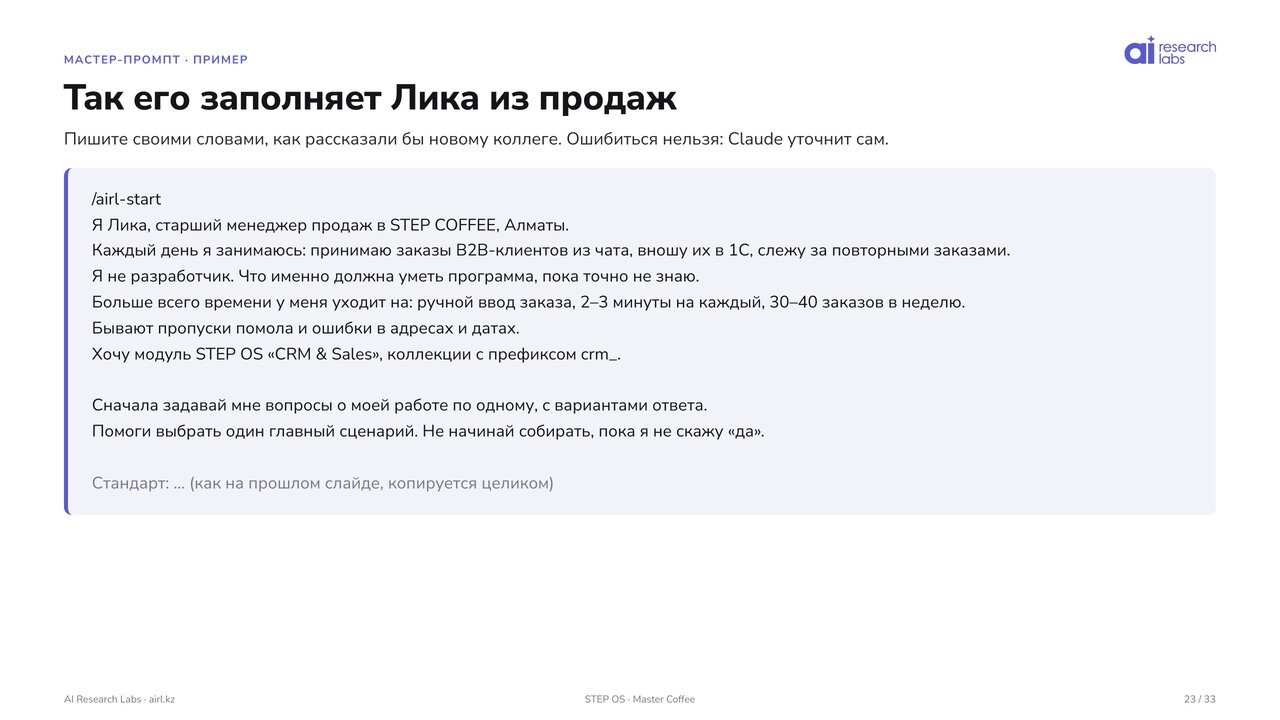 МАСТЕР-ПРОМПТ · ПРИМЕР
ai research labs
Так его заполняет Лика из продаж
Пишите своими словами, как рассказали бы новому коллеге. Ошибиться нельзя: Claude уточнит сам.
/airl-start
Я Лика, старший менеджер продаж в STEP COFFEE, Алматы.
Каждый день я занимаюсь: принимаю заказы B2B-клиентов из чата, вношу их в 1С, слежу за повторными заказами.
Я не разработчик. Что именно должна уметь программа, пока точно не знаю.
Больше всего времени у меня уходит на: ручной ввод заказа, 2–3 минуты на каждый, 30–40 заказов в неделю.
Бывают пропуски помола и ошибки в адресах и датах.
Хочу модуль STEP OS «CRM & Sales», коллекции с префиксом crm_.
Сначала задавай мне вопросы о моей работе по одному, с вариантами ответа.
Помоги выбрать один главный сценарий. Не начинай собирать, пока я не скажу «да».
Стандарт: ... (как на прошлом слайде, копируется целиком)
AI Research Labs · airl.kz
STEP OS · Master Coffee
23 / 33